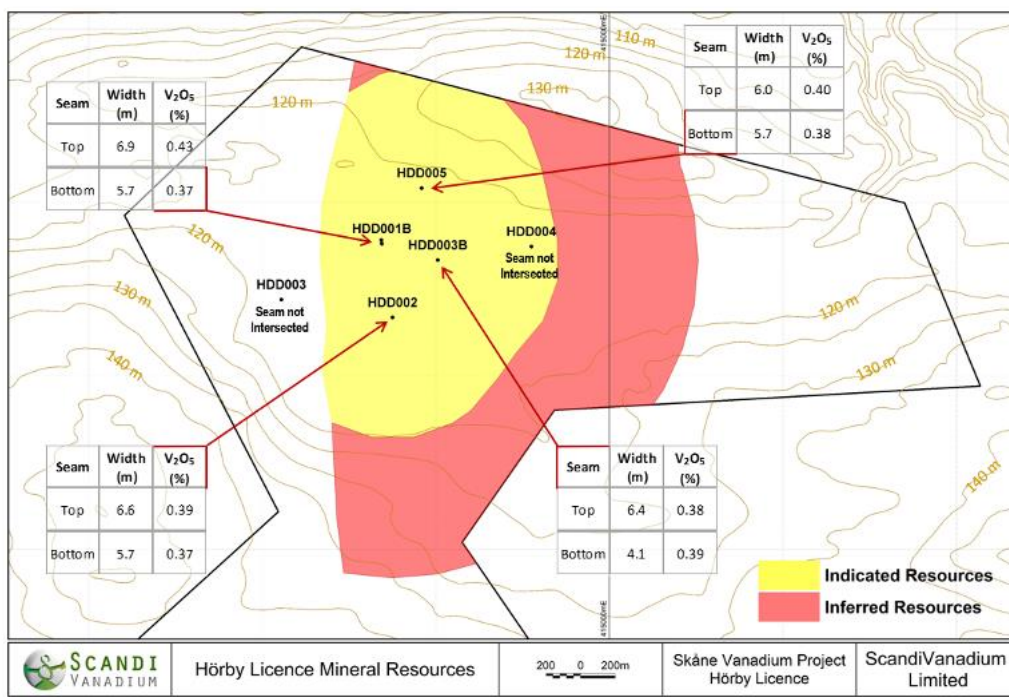 110 m
120 m
130 m
419000mE
Seam Width (m) V₂O₅ (%)
Top 6.0 0.40
Bottom 5.7 0.38
120 m
Seam Width (m) V₂O₅ (%)
Top 6.9 0.43
Bottom 5.7 0.37
HDD005
HDD001B
HDD003B
HDD004
Seam not
Intersected
120 m
HDD003
Seam not
Intersected
HDD002
130 m
120 m
140 m
130 m
Seam Width (m) V₂O₅ (%)
Top 6.6 0.39
Bottom 5.7 0.37
Seam Width (m) V₂O₅ (%)
Top 6.4 0.38
Bottom 4.1 0.39
140 m
Indicated Resources
Inferred Resources
419000mE
SCANDI
VANADIUM
Hörby Licence Mineral Resources
200 0 200m
Skåne Vanadium Project
Hörby Licence
ScandiVanadium
Limited